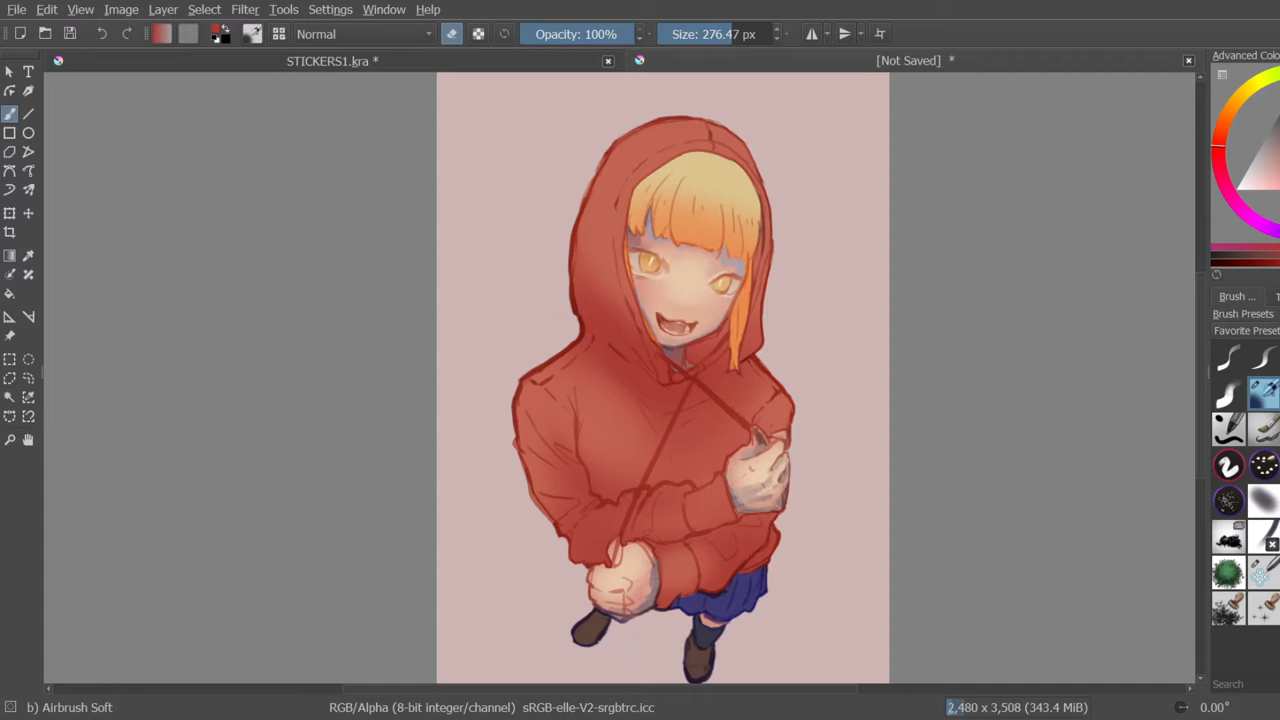 File Edit View Image Layer Select Filter Tools Settings Window Help
Normal Opacity: 100% Size: 276.47 px
STICKERS1.kra * [Not Saved] *
Advanced Colo
Brush ... T
Brush Presets
Favorite Preset
Search
b) Airbrush Soft RGB/Alpha (8-bit integer/channel) sRGB-elle-V2-srgbtrc.icc 2,480 x 3,508 (343.4 MiB) 0.00°